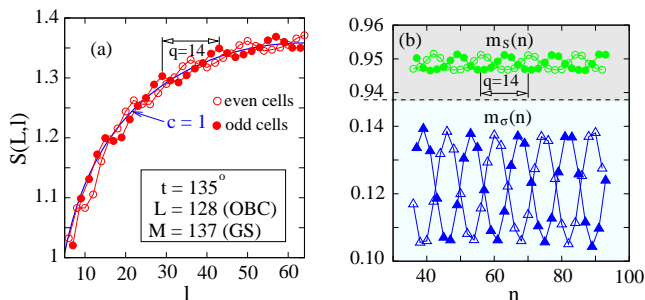 (a)
q=14
even cells
odd cells
c = 1
t = 135°
L = 128 (OBC)
M = 137 (GS)
S(L,l)
1.4
1.3
1.2
1.1
1
10 20 30 40 50 60
l
(b)
m_S(n)
q=14
m_σ(n)
0.96
0.95
0.94
0.14
0.12
0.10
40 60 80 100
n